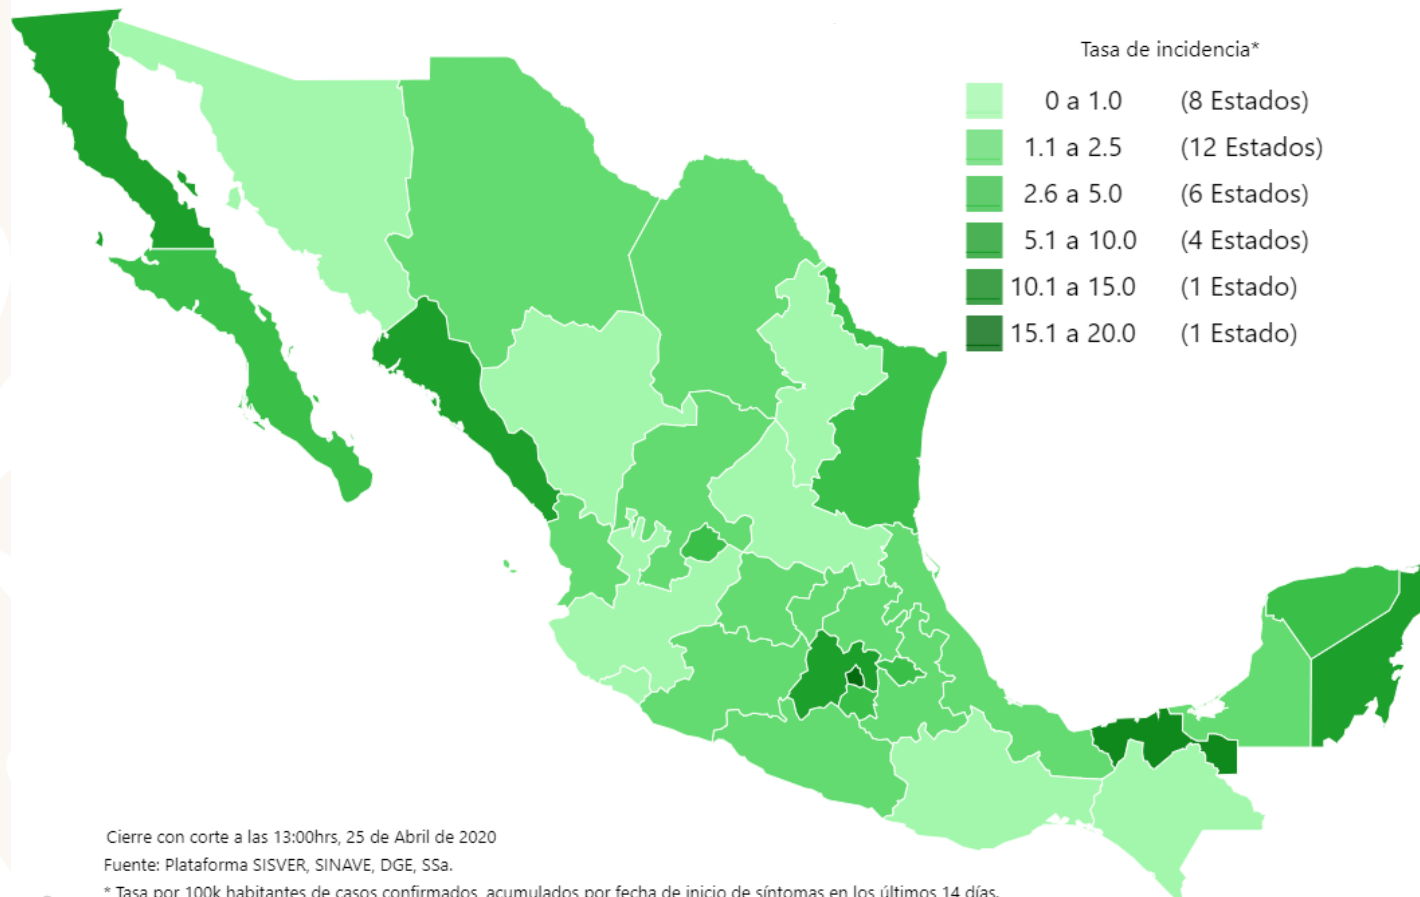 Tasa de incidencia*
0 a 1.0 (8 Estados)
1.1 a 2.5 (12 Estados)
2.6 a 5.0 (6 Estados)
5.1 a 10.0 (4 Estados)
10.1 a 15.0 (1 Estado)
15.1 a 20.0 (1 Estado)
Cierre con corte a las 13:00hrs, 25 de Abril de 2020
Fuente: Plataforma SISVER, SINAVE, DGE, SSa.
* Tasa por 100k habitantes de casos confirmados, acumulados por fecha de inicio de síntomas en los últimos 14 días.